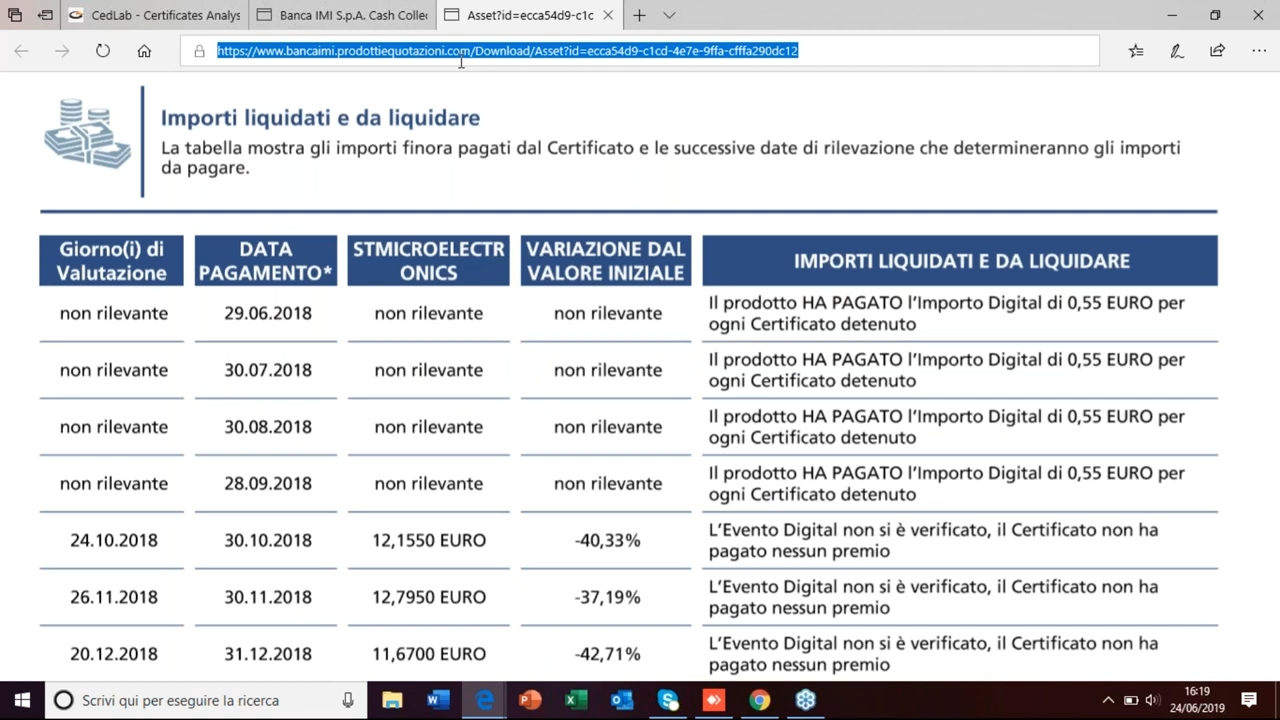 CedLab - Certificates Analys
Banca IMI S.p.A. Cash Collec
Asset?id=ecca54d9-c1c
https://www.bancaimi.prodottiequotazioni.com/Download/Asset?id=ecca54d9-c1cd-4e7e-9ffa-cfffa290dc12
Importi liquidati e da liquidare
La tabella mostra gli importi finora pagati dal Certificato e le successive date di rilevazione che determineranno gli importi
da pagare.
Giorno(i) di
Valutazione
DATA
PAGAMENTO*
STMICROELECTR
ONICS
VARIAZIONE DAL
VALORE INIZIALE
IMPORTI LIQUIDATI E DA LIQUIDARE
non rilevante
29.06.2018
non rilevante
non rilevante
Il prodotto HA PAGATO l'Importo Digital di 0,55 EURO per
ogni Certificato detenuto
non rilevante
30.07.2018
non rilevante
non rilevante
Il prodotto HA PAGATO l'Importo Digital di 0,55 EURO per
ogni Certificato detenuto
non rilevante
30.08.2018
non rilevante
non rilevante
Il prodotto HA PAGATO l'Importo Digital di 0,55 EURO per
ogni Certificato detenuto
non rilevante
28.09.2018
non rilevante
non rilevante
Il prodotto HA PAGATO l'Importo Digital di 0,55 EURO per
ogni Certificato detenuto
24.10.2018
30.10.2018
12,1550 EURO
-40,33%
L'Evento Digital non si è verificato, il Certificato non ha
pagato nessun premio
26.11.2018
30.11.2018
12,7950 EURO
-37,19%
L'Evento Digital non si è verificato, il Certificato non ha
pagato nessun premio
20.12.2018
31.12.2018
11,6700 EURO
-42,71%
L'Evento Digital non si è verificato, il Certificato non ha
pagato nessun premio
Scrivi qui per eseguire la ricerca
16:19
24/06/2019